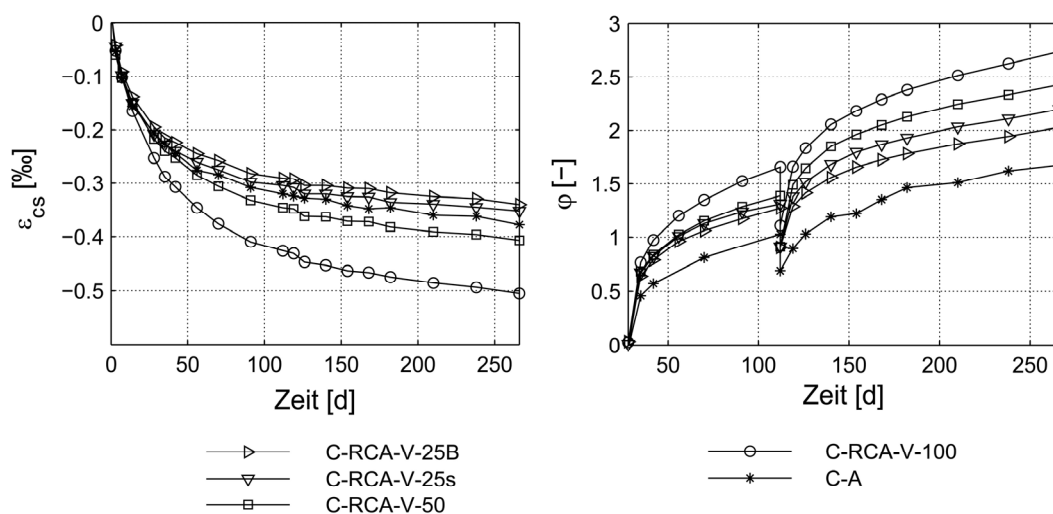 0
−0.1
−0.2
−0.3
−0.4
−0.5
ε_cs [‰]
0 50 100 150 200 250
Zeit [d]
3
2.5
2
1.5
1
0.5
0
φ [−]
50 100 150 200 250
Zeit [d]
C-RCA-V-25B
C-RCA-V-25s
C-RCA-V-50
C-RCA-V-100
C-A